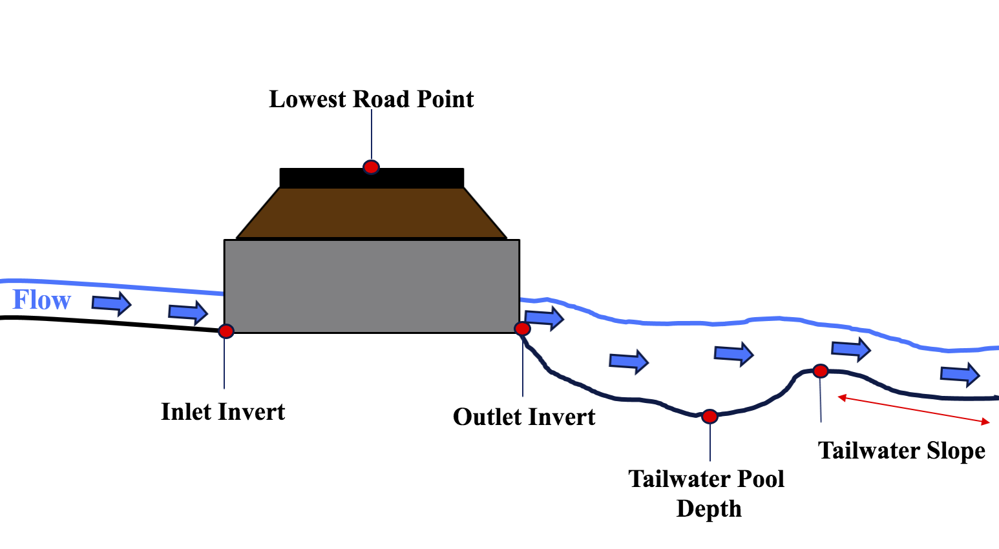 Lowest Road Point
Flow
Inlet Invert
Outlet Invert
Tailwater Slope
Tailwater Pool
Depth